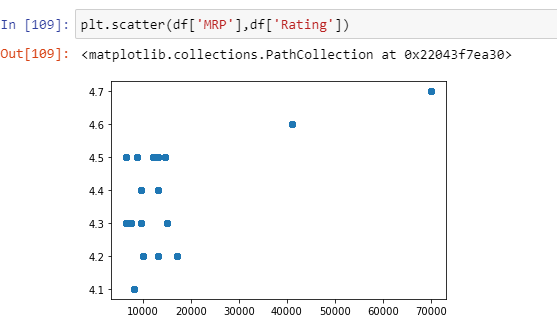 In [109]: plt.scatter(df['MRP'],df['Rating'])
Out[109]: <matplotlib.collections.PathCollection at 0x22043f7ea30>
4.7
4.6
4.5
4.4
4.3
4.2
4.1
10000 20000 30000 40000 50000 60000 70000